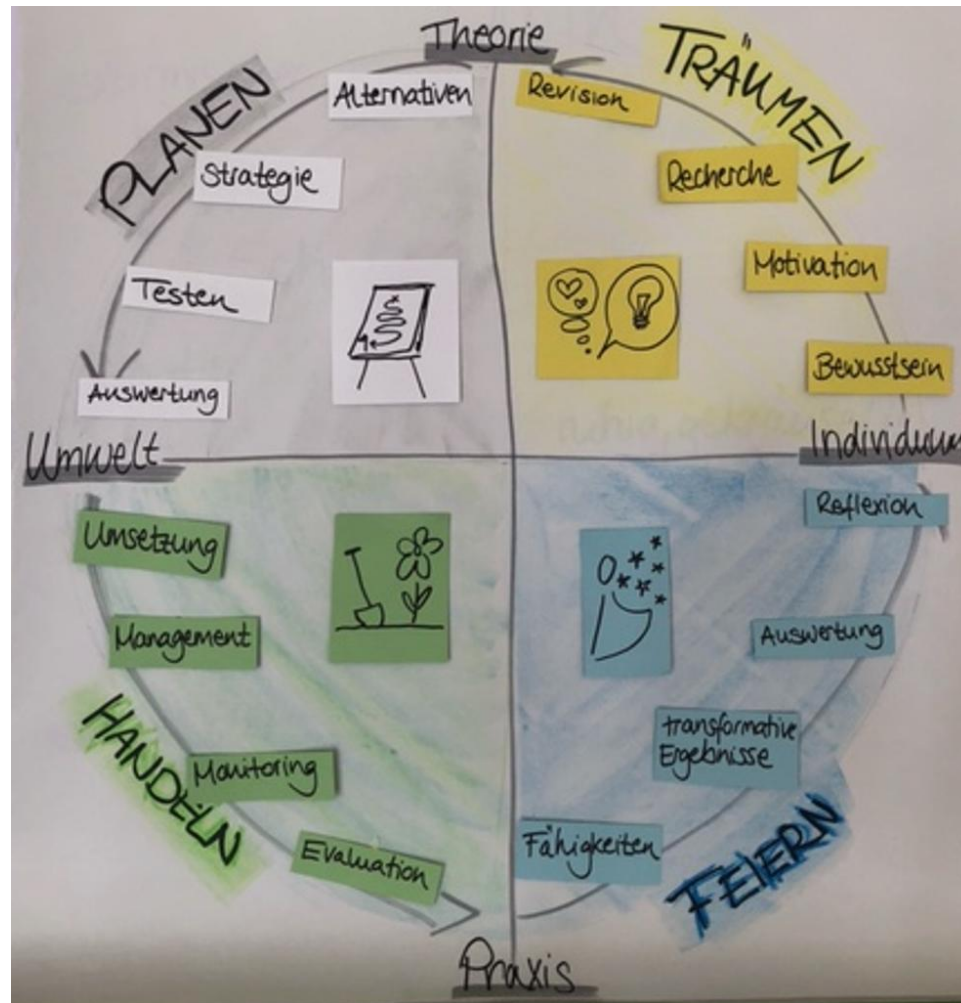 Theorie
TRÄUMEN
PLANEN
Alternativen
Revision
Strategie
Recherche
Testen
Motivation
Auswertung
Bewusstsein
Umwelt
Individuum
Umsetzung
Reflexion
Management
Auswertung
HANDELN
Monitoring
transformative
Ergebnisse
Evaluation
Fähigkeiten
FEIERN
Praxis